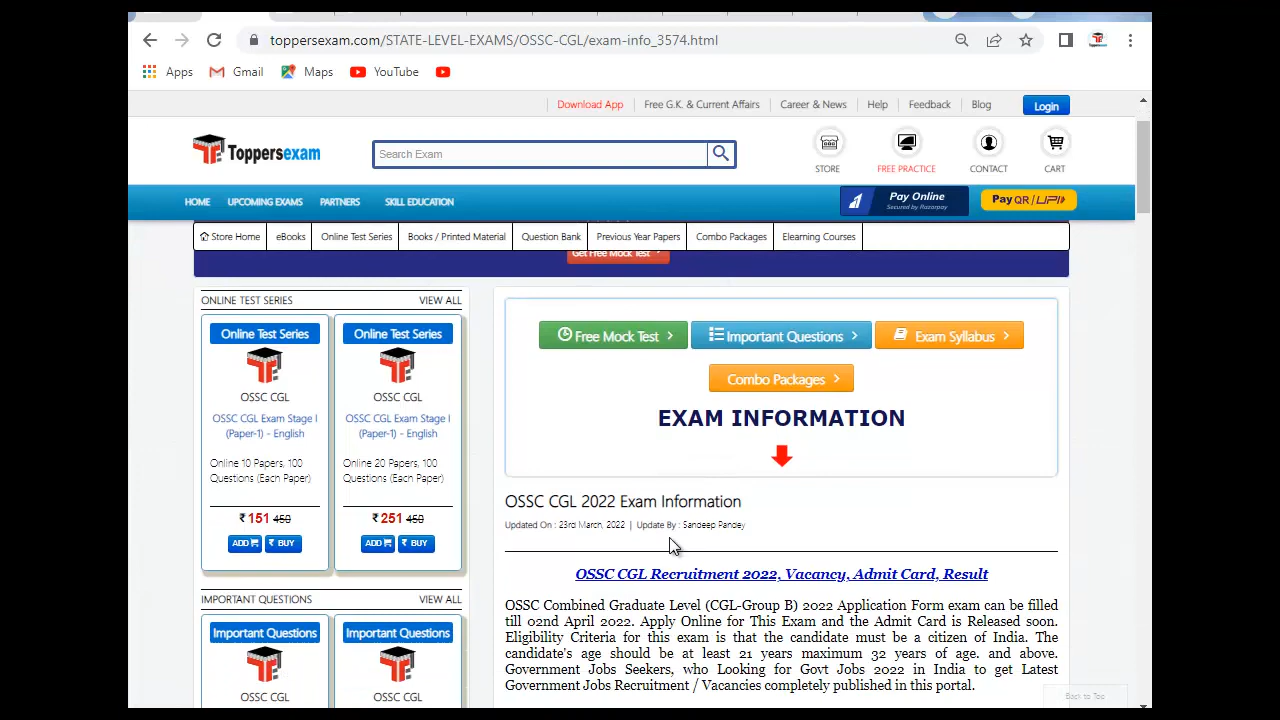 toppersexam.com/STATE-LEVEL-EXAMS/OSSC-CGL/exam-info_3574.html
Apps Gmail Maps YouTube
Download App Free G.K. & Current Affairs Career & News Help Feedback Blog Login
Toppersexam
Search Exam
STORE FREE PRACTICE CONTACT CART
HOME UPCOMING EXAMS PARTNERS SKILL EDUCATION
Pay Online
Secured by Razorpay
Pay QR/UPI
Store Home eBooks Online Test Series Books / Printed Material Question Bank Previous Year Papers Combo Packages Elearning Courses
Get Free Mock Test
ONLINE TEST SERIES VIEW ALL
Online Test Series
OSSC CGL
OSSC CGL Exam Stage I
(Paper-1) - English
Online 10 Papers, 100
Questions (Each Paper)
₹ 151 450
ADD ₹ BUY
Online Test Series
OSSC CGL
OSSC CGL Exam Stage I
(Paper-1) - English
Online 20 Papers, 100
Questions (Each Paper)
₹ 251 450
ADD ₹ BUY
IMPORTANT QUESTIONS VIEW ALL
Important Questions
OSSC CGL
Important Questions
OSSC CGL
Free Mock Test Important Questions Exam Syllabus
Combo Packages
EXAM INFORMATION
OSSC CGL 2022 Exam Information
Updated On : 23rd March, 2022 | Update By : Sandeep Pandey
OSSC CGL Recruitment 2022, Vacancy, Admit Card, Result
OSSC Combined Graduate Level (CGL-Group B) 2022 Application Form exam can be filled
till 02nd April 2022. Apply Online for This Exam and the Admit Card is Released son.
Eligibility Criteria for this exam is that the candidate must be a citizen of India. The
candidate's age should be at least 21 years maximum 32 years of age. and above.
Government Jobs Seekers, who Looking for Govt Jobs 2022 in India to get Latest
Government Jobs Recruitment / Vacancies completely published in this portal.
Back to Top